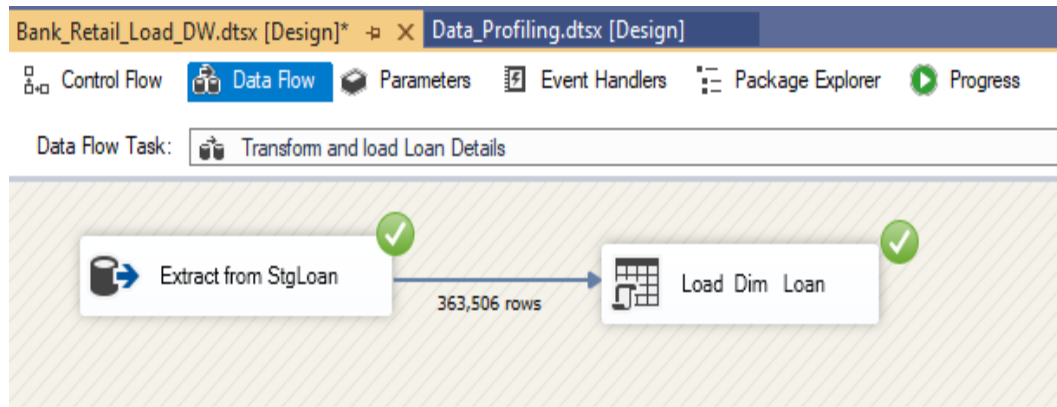 Bank_Retail_Load_DW.dtsx [Design]* Data_Profiling.dtsx [Design]
Control Flow Data Flow Parameters Event Handlers Package Explorer Progress
Data Flow Task: Transform and load Loan Details
Extract from StgLoan
Load Dim Loan
363,506 rows